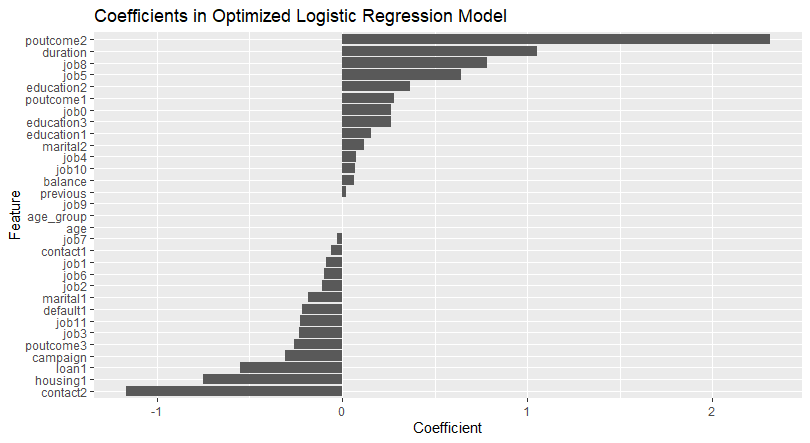 Coefficients in Optimized Logistic Regression Model
poutcome2
duration
job8
job5
education2
poutcome1
job0
education3
education1
marital2
job4
job10
balance
previous
job9
age_group
age
job7
contact1
job1
job6
job2
marital1
default1
job11
job3
poutcome3
campaign
loan1
housing1
contact2
Feature
-1 0 1 2
Coefficient